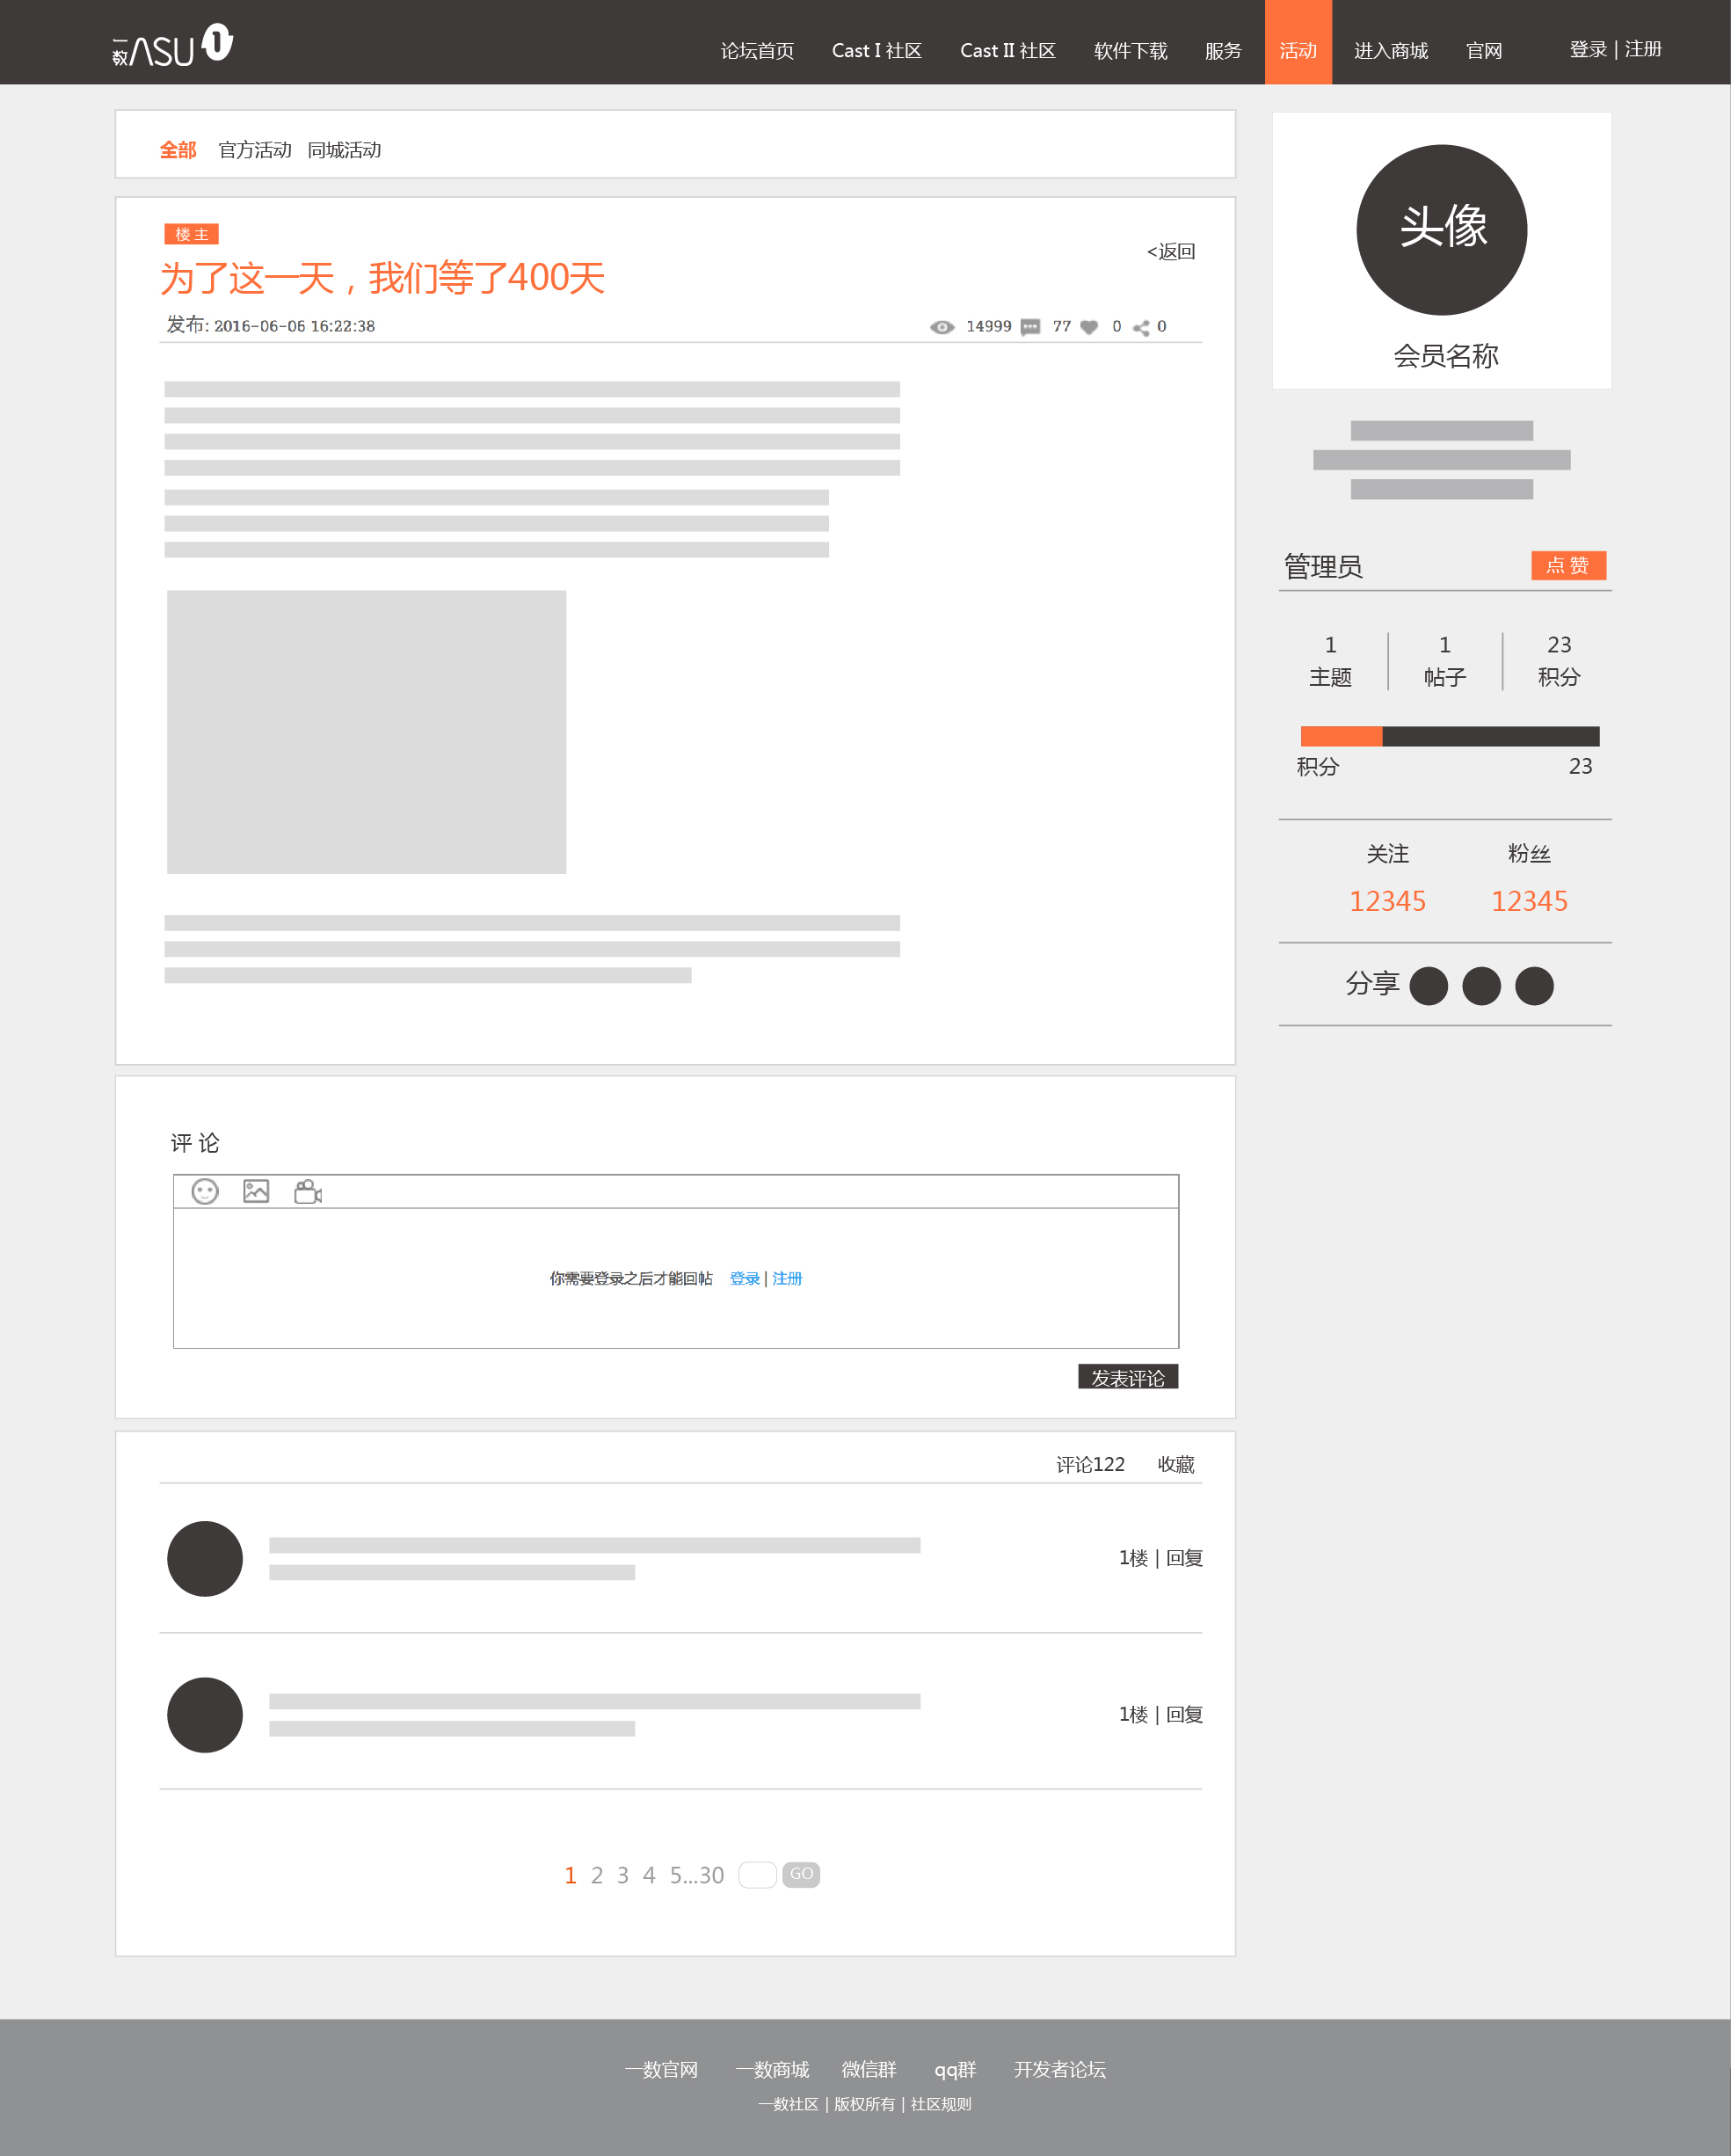 一数ASU
论坛首页 Cast I 社区 Cast II 社区 软件下载 服务 活动 进入商城 官网 登录 | 注册
全部 官方活动 同城活动
楼 主
<返回
为了这一天，我们等了400天
发布: 2016-06-06 16:22:38 14999 77 0 0
头像
会员名称
管理员 点 赞
1 1 23
主题 帖子 积分
积分 23
关注 粉丝
12345 12345
分享
评 论
你需要登录之后才能回帖 登录 | 注册
发表评论
评论122 收藏
1楼 | 回复
1楼 | 回复
1 2 3 4 5...30 GO
一数官网 一数商城 微信群 qq群 开发者论坛
一数社区 | 版权所有 | 社区规则